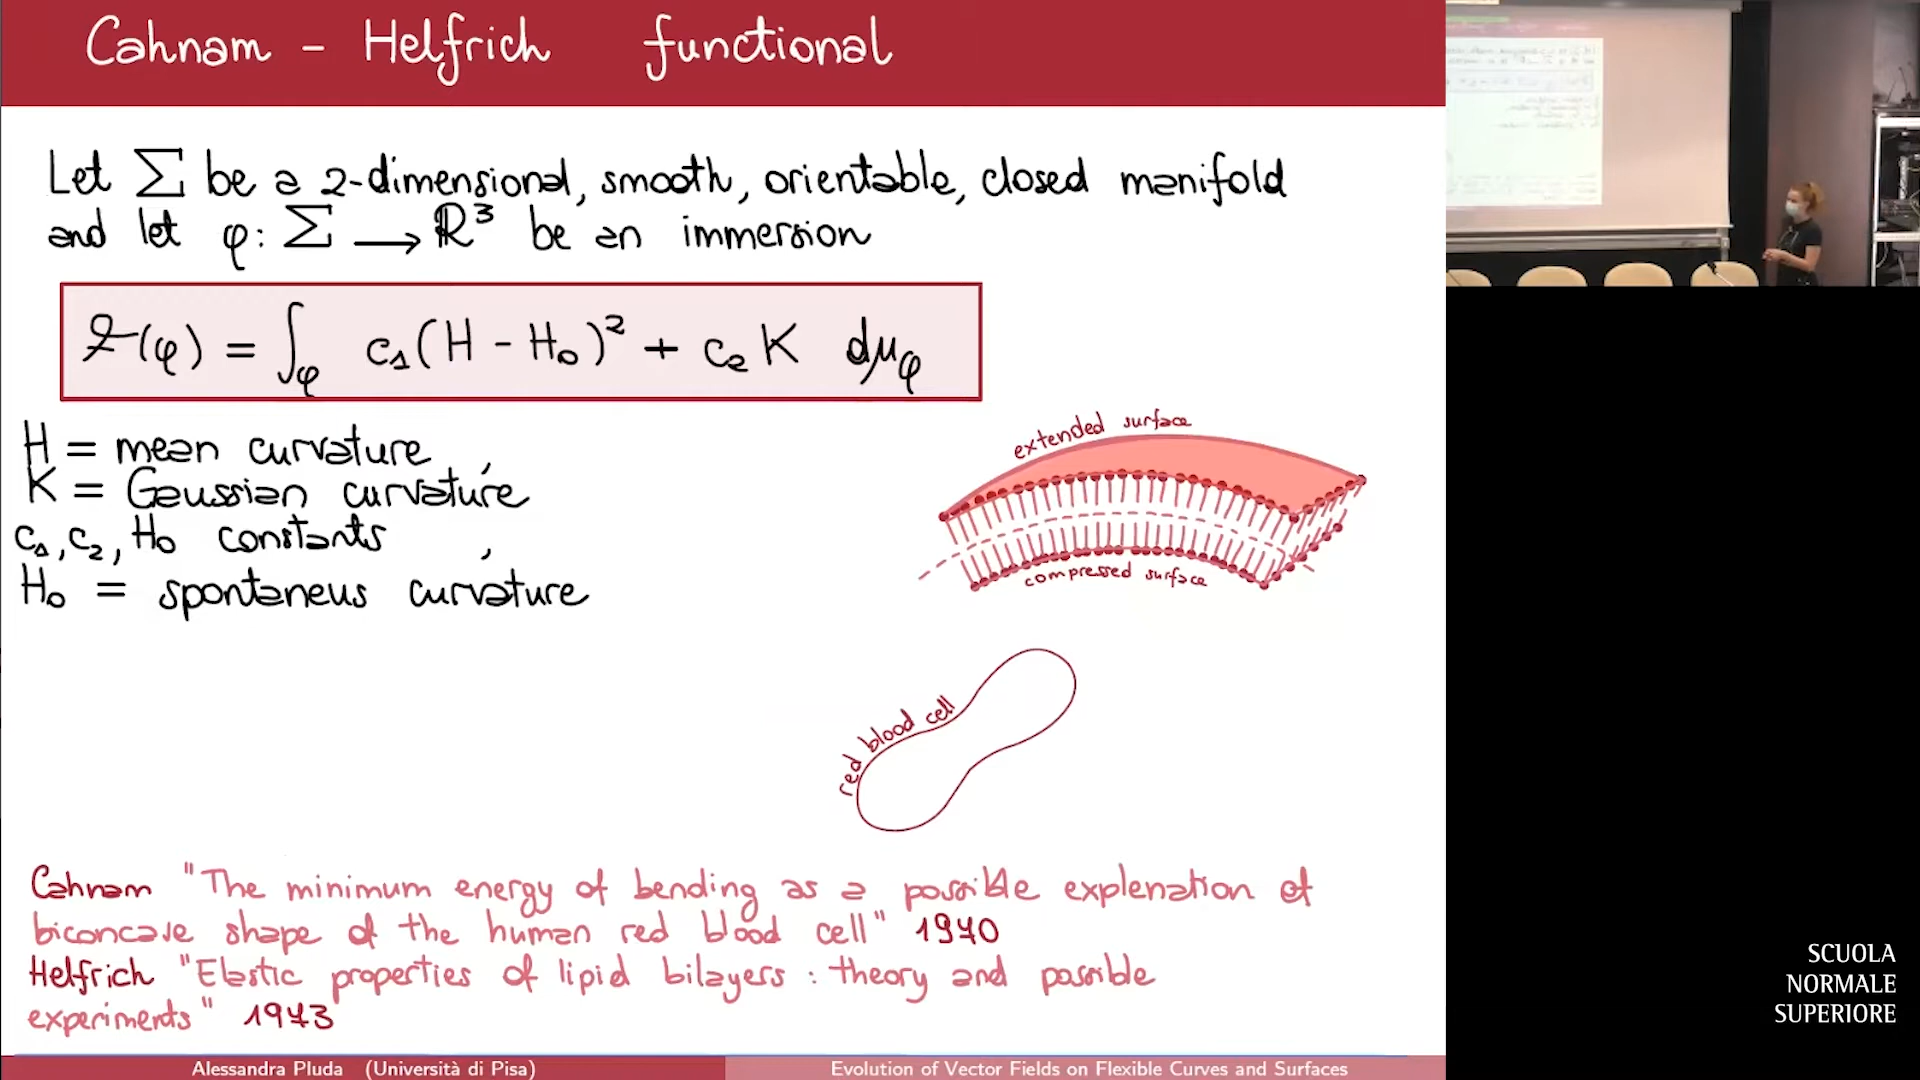 Cahnam - Helfrich functional
Let Σ be a 2-dimensional, smooth, orientable, closed manifold
and let φ: Σ → ℝ³ be an immersion
ℱ(φ) = ∫_φ c₁(H - H₀)² + c₂ K dμ_φ
H = mean curvature,
K = Gaussian curvature
c₁, c₂, H₀ constants,
H₀ = spontaneus curvature
extended surface
compressed surface
red blood cell
Cahnam "The minimum energy of bending as a possible explenation of
biconcave shape of the human red blood cell" 1970
Helfrich "Elastic properties of lipid bilayers : theory and possible
experiments" 1973
Alessandra Pluda (Università di Pisa)
Evolution of Vector Fields on Flexible Curves and Surfaces
SCUOLA
NORMALE
SUPERIORE